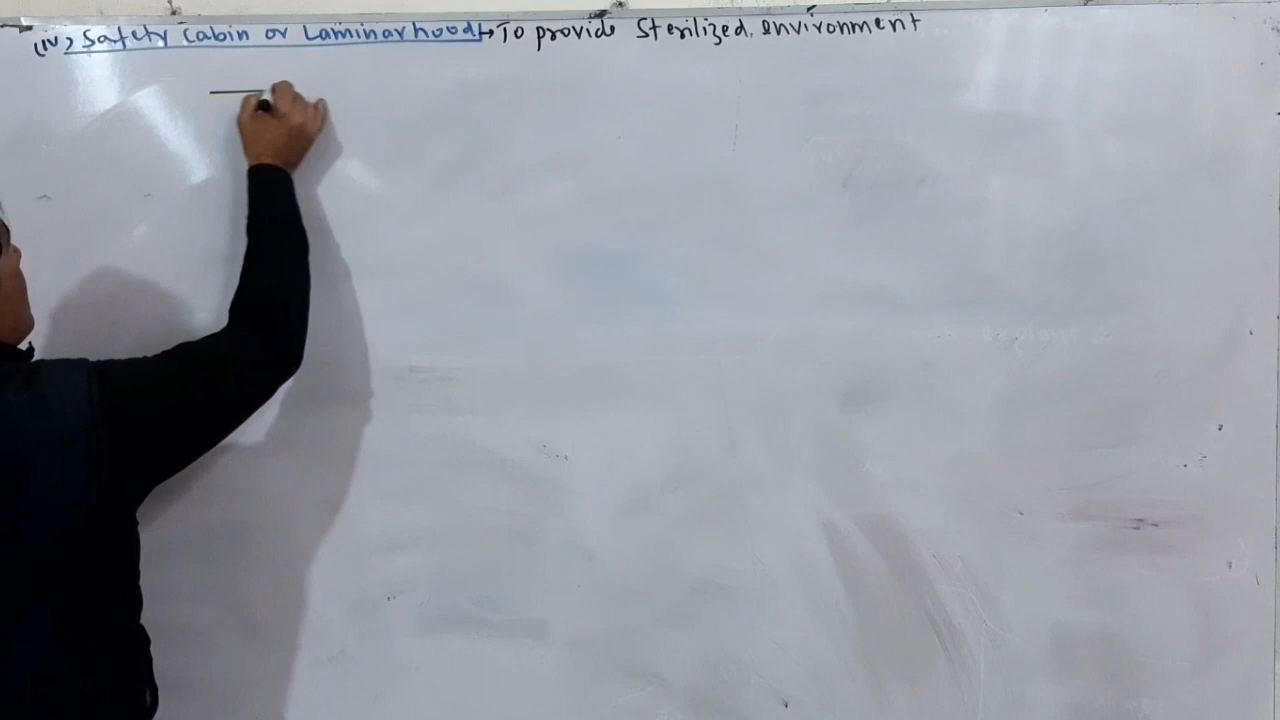 (IV) Safety Cabin or Laminar hood → To provide Sterilized environment